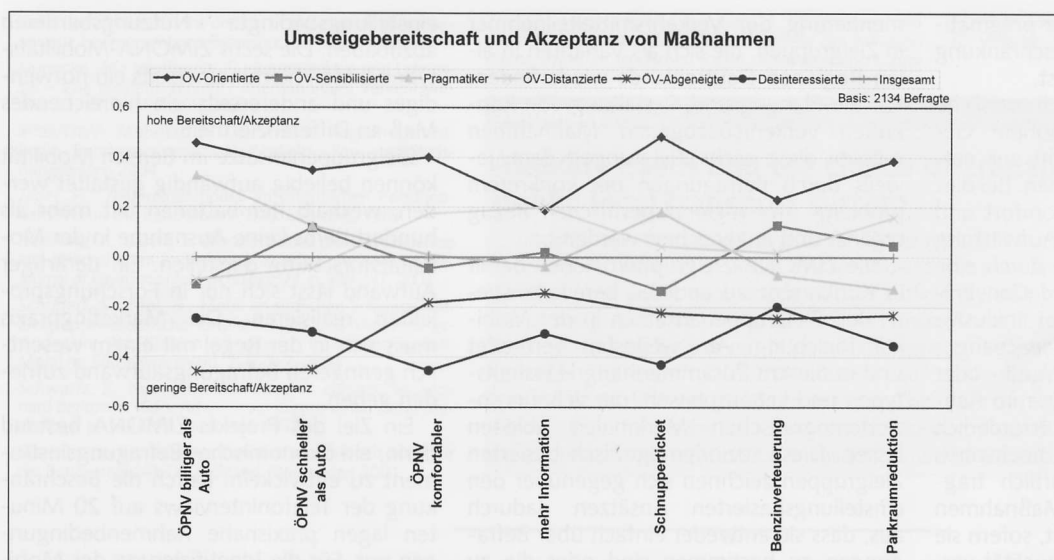 Umsteigebereitschaft und Akzeptanz von Maßnahmen
ÖV-Orientierte ÖV-Sensibilisierte Pragmatiker ÖV-Distanzierte ÖV-Abgeneigte Desinteressierte Insgesamt
Basis: 2134 Befragte
hohe Bereitschaft/Akzeptanz
0,6
0,4
0,2
0,0
-0,2
-0,4
-0,6
geringe Bereitschaft/Akzeptanz
ÖPNV billiger als
Auto
ÖPNV schneller
als Auto
ÖPNV
komfortabler
mehr Information
Schnupperticket
Benzinverteuerung
Parkraumreduktion